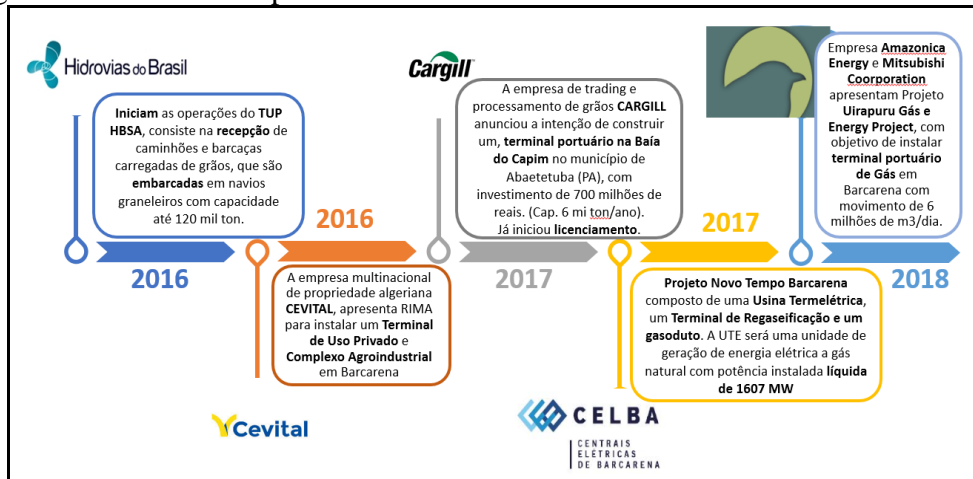 Hidrovias do Brasil
Iniciam as operações do TUP
HBSA, consiste na recepção de
caminhões e barcaças
carregadas de grãos, que são
embarcadas em navios
graneleiros com capacidade
até 120 mil ton.
2016
2016
A empresa multinacional
de propriedade algeriana
CEVITAL, apresenta RIMA
para instalar um Terminal
de Uso Privado e
Complexo Agroindustrial
em Barcarena
Cevital
Cargill
A empresa de trading e
processamento de grãos CARGILL
anunciou a intenção de construir
um, terminal portuário na Baía
do Capim no município de
Abaetetuba (PA), com
investimento de 700 milhões de
reais. (Cap. 6 mi ton/ano).
Já iniciou licenciamento.
2017
2017
Projeto Novo Tempo Barcarena
composto de uma Usina Termelétrica,
um Terminal de Regaseificação e um
gasoduto. A UTE será uma unidade de
geração de energia elétrica a gás
natural com potência instalada líquida
de 1607 MW
CELBA
CENTRAIS
ELÉTRICAS
DE BARCARENA
Empresa Amazonica
Energy e Mitsubishi
Coorporation
apresentam Projeto
Uirapuru Gás e
Energy Project, com
objetivo de instalar
terminal portuário
de Gás em
Barcarena com
movimento de 6
milhões de m3/dia.
2018